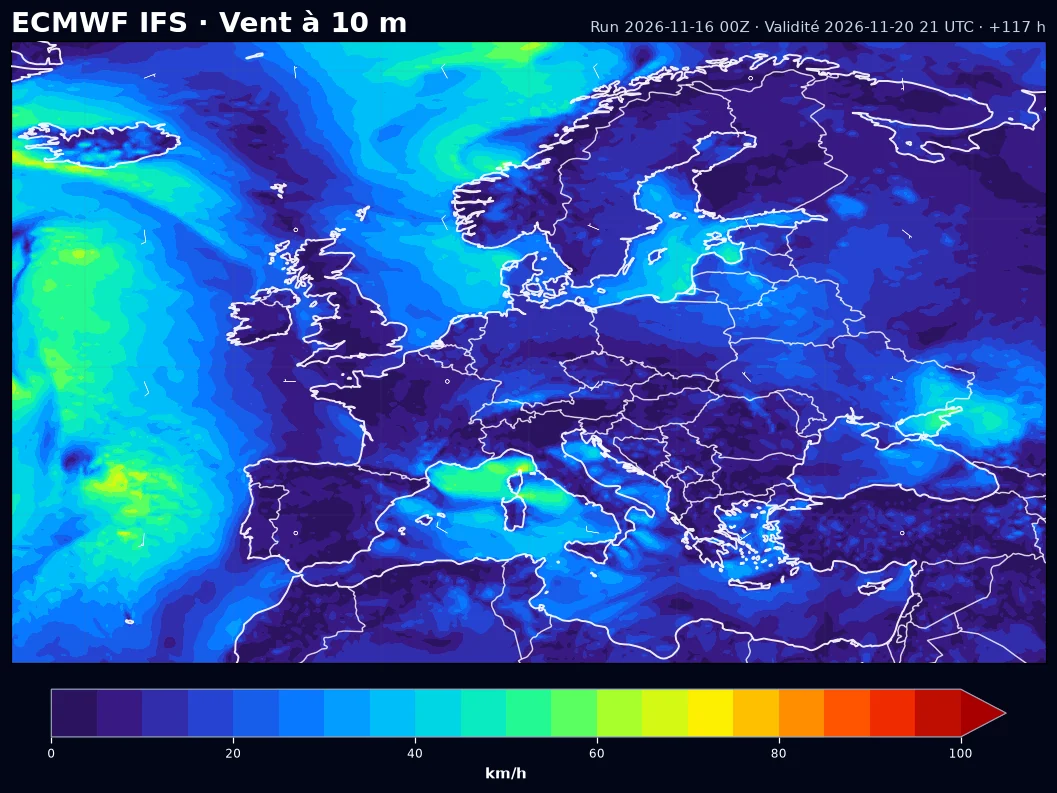 ECMWF IFS · Vent à 10 m
Run 2026-11-16 00Z · Validité 2026-11-20 21 UTC · +117 h
0 20 40 60 80 100
km/h